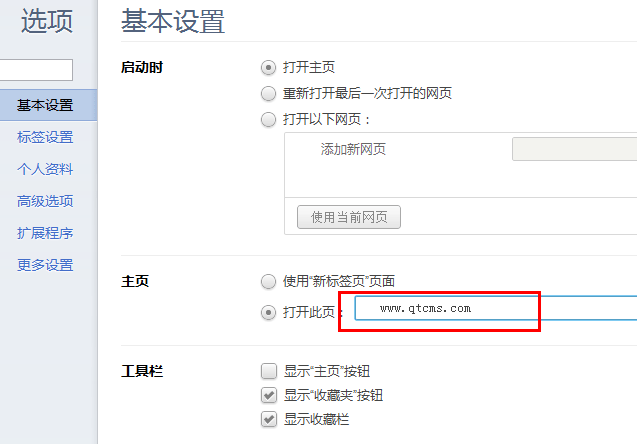 选项
基本设置
标签设置
个人资料
高级选项
扩展程序
更多设置
基本设置
启动时
打开主页
重新打开最后一次打开的网页
打开以下网页：
添加新网页
使用当前网页
主页
使用“新标签页”页面
打开此页：
www.qtcms.com
工具栏
显示“主页”按钮
显示“收藏夹”按钮
显示收藏栏